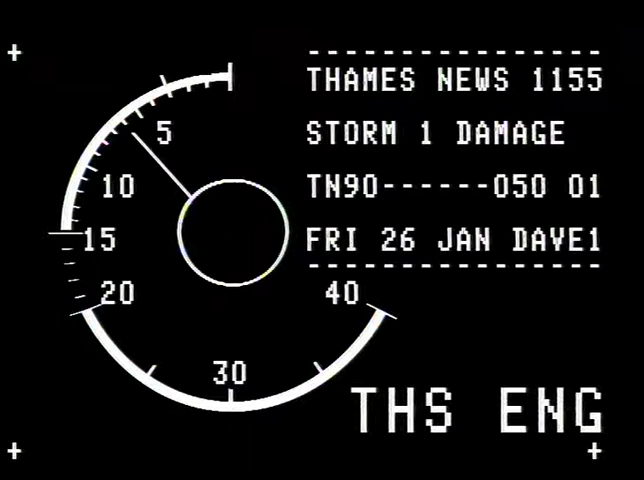 THAMES NEWS 1155
STORM 1 DAMAGE
TN90------050 01
FRI 26 JAN DAVE1
5
10
15
20
30
40
THS ENG